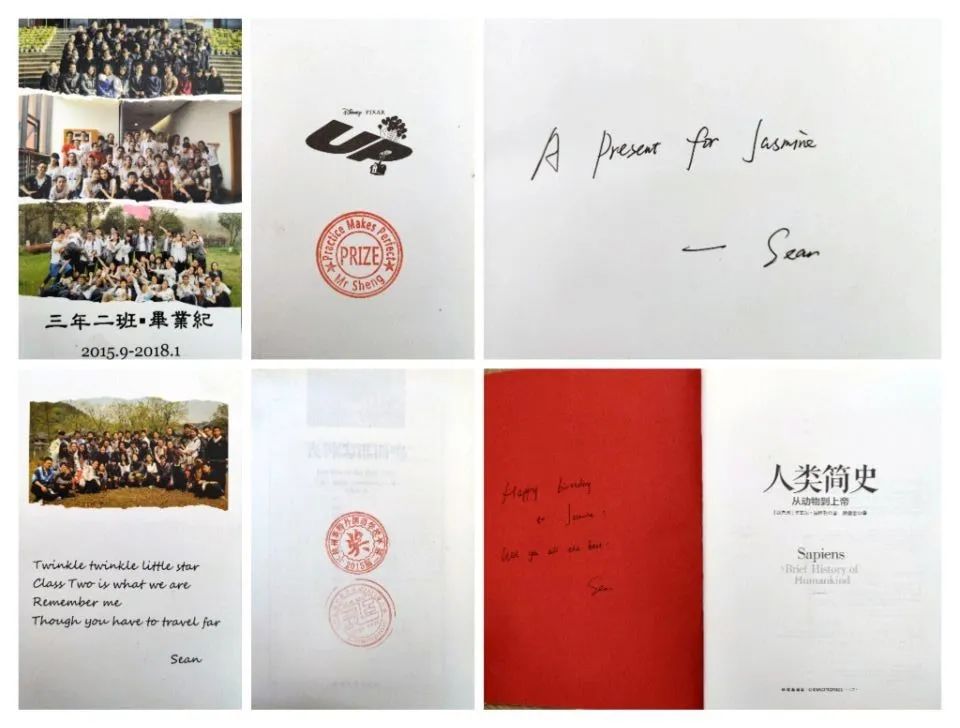 三年二班▪畢業紀
2015.9-2018.1
Disney PIXAR
UP
Practice Makes Perfect
PRIZE
Mr Sheng
A present for Jasmine
— Sean
Twinkle twinkle little star
Class Two is what we are
Remember me
Though you have to travel far
Sean
奖
Happy birthday
to Jasmine!
Wish you all the best!
Sean
人类简史
从动物到上帝
Sapiens
A Brief History of
Humankind